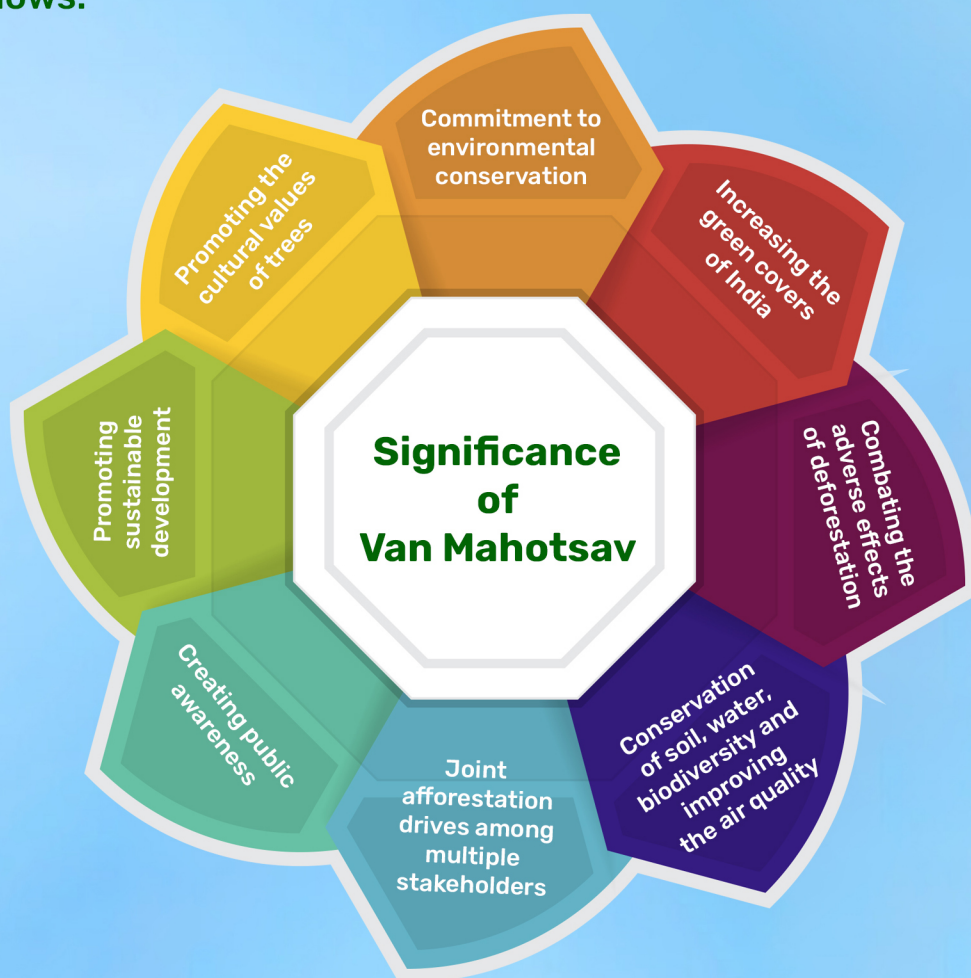 Significance
of
Van Mahotsav
Commitment to
environmental
conservation
Increasing the
green covers
of India
Combating the
adverse effects
of deforestation
Conservation
of soil, water,
biodiversity and
improving
the air quality
Joint
afforestation
drives among
multiple
stakeholders
Creating public
awareness
Promoting
sustainable
development
Promoting the
cultural values
of trees